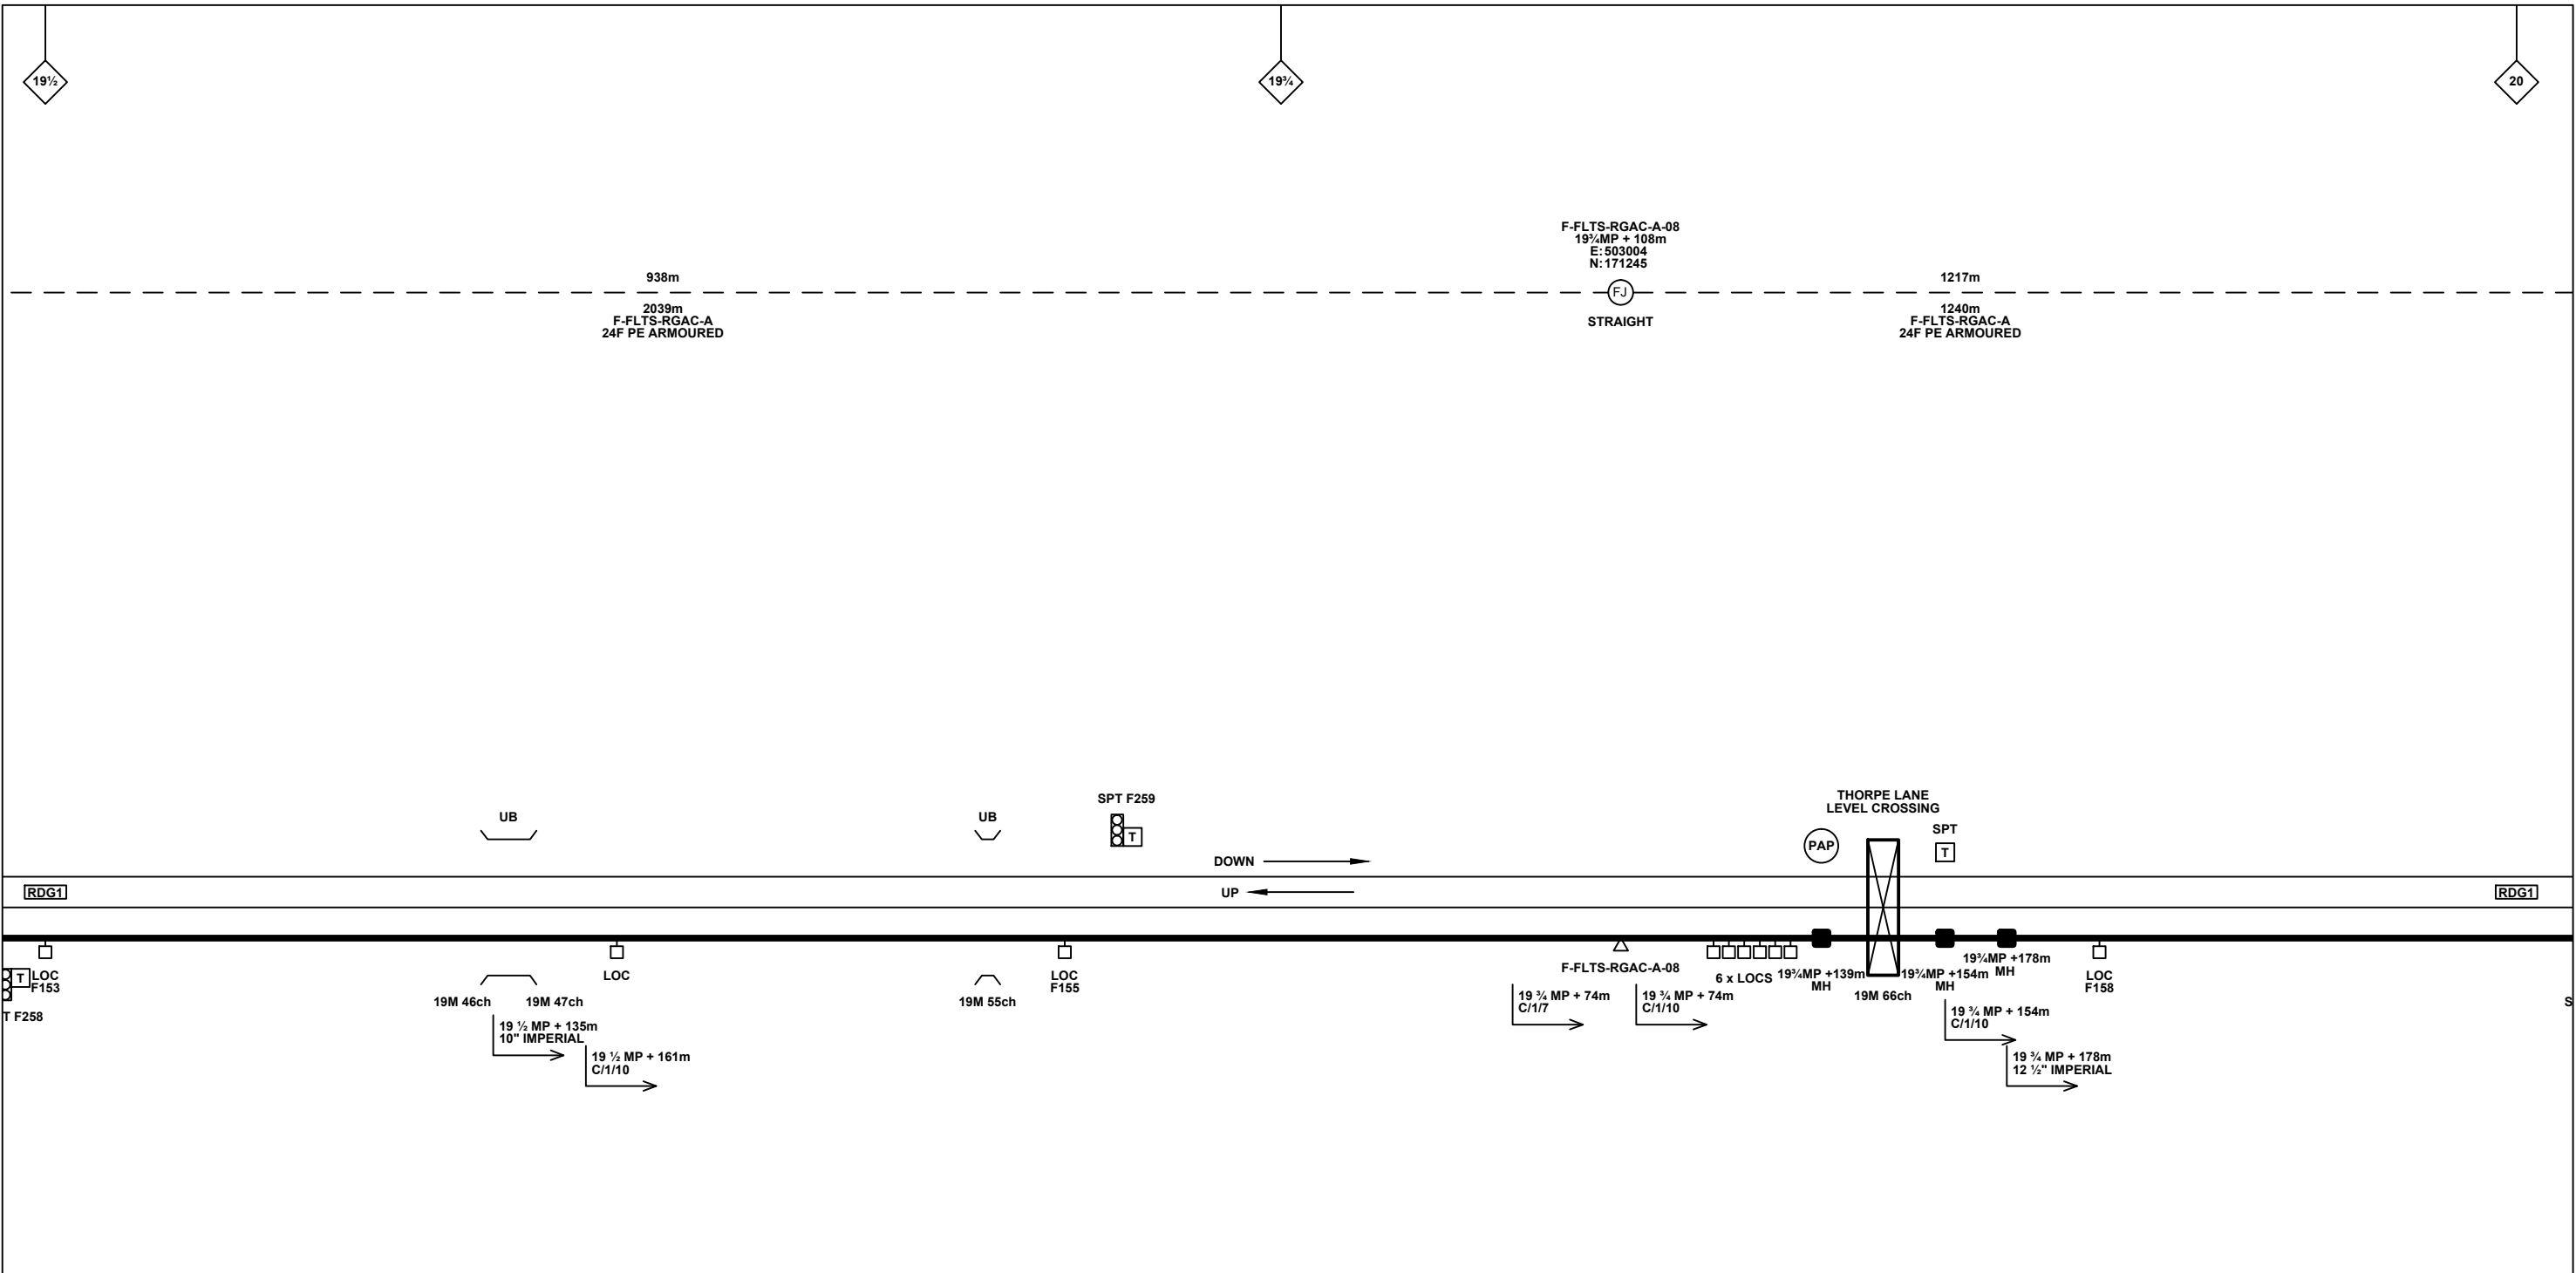 19½
19¾
20
F-FLTS-RGAC-A-08
19¾MP + 108m
E:503004
N:171245
938m
FJ
1217m
2039m
F-FLTS-RGAC-A
24F PE ARMOURED
STRAIGHT
1240m
F-FLTS-RGAC-A
24F PE ARMOURED
UB
UB
SPT F259
T
THORPE LANE
LEVEL CROSSING
PAP
SPT
T
DOWN
UP
RDG1
RDG1
T
LOC
F153
T F258
LOC
19M 46ch
19M 47ch
19M 55ch
LOC
F155
F-FLTS-RGAC-A-08
6 x LOCS
19¾MP +139m
MH
19M 66ch
19¾MP +154m
MH
19¾MP +178m
MH
LOC
F158
S
19 ½ MP + 135m
10" IMPERIAL
19 ½ MP + 161m
C/1/10
19 ¾ MP + 74m
C/1/7
19 ¾ MP + 74m
C/1/10
19 ¾ MP + 154m
C/1/10
19 ¾ MP + 178m
12 ½" IMPERIAL